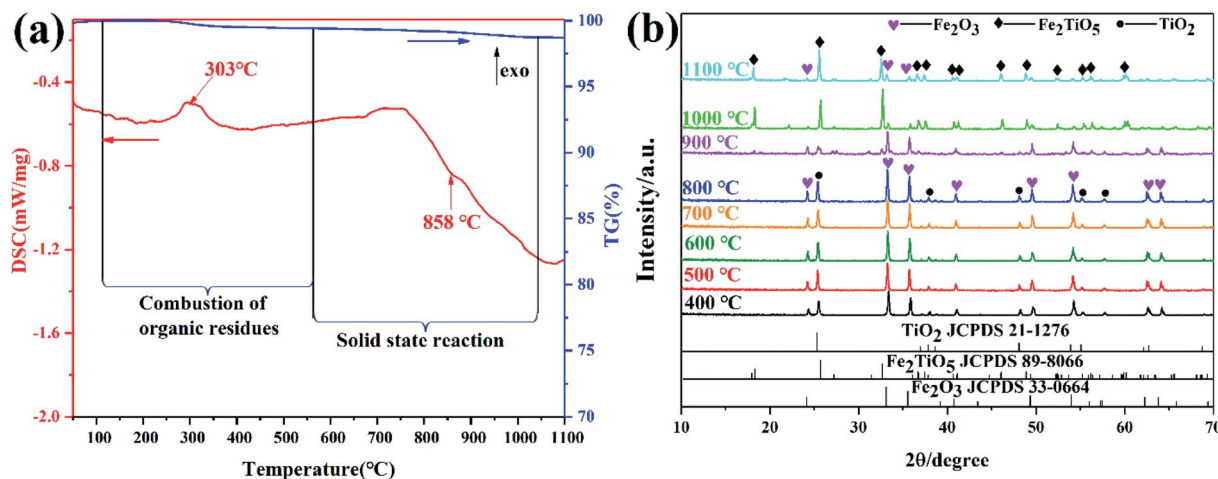 (a)
DSC(mW/mg)
-0.4
-0.6
-0.8
-1.2
-1.6
-2.0
303℃
858 ℃
exo
Combustion of
organic residues
Solid state reaction
100
95
90
85
80
75
70
TG(%)
100 200 300 400 500 600 700 800 900 1000 1100
Temperature(℃)
(b)
Fe2O3 Fe2TiO5 TiO2
Intensity/a.u.
1100 ℃
1000 ℃
900 ℃
800 ℃
700 ℃
600 ℃
500 ℃
400 ℃
TiO2 JCPDS 21-1276
Fe2TiO5 JCPDS 89-8066
Fe2O3 JCPDS 33-0664
10 20 30 40 50 60 70
2θ/degree